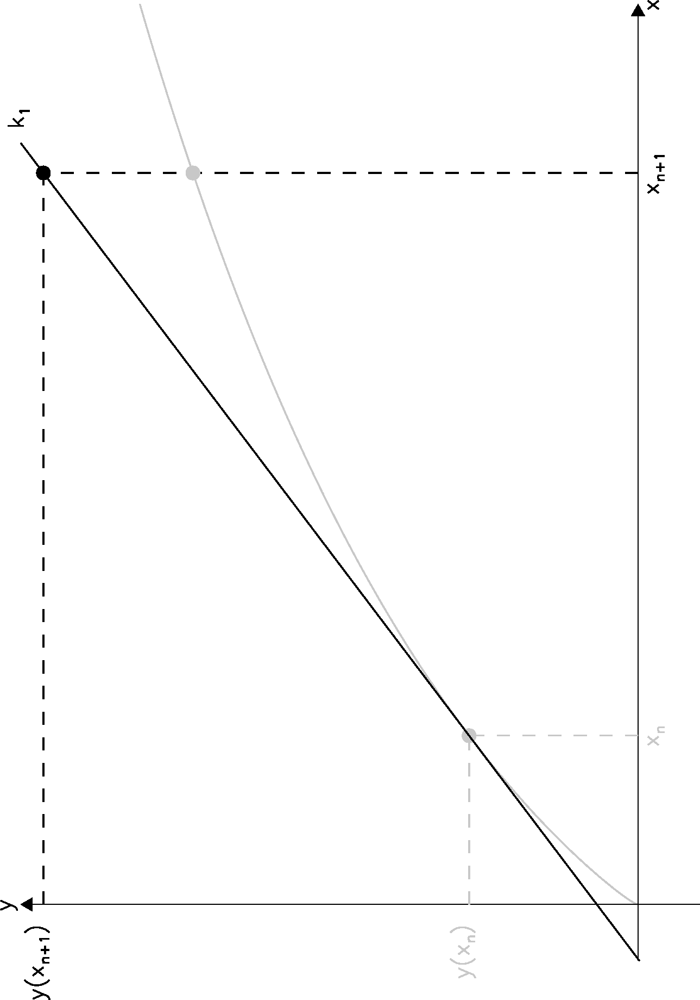 y
k₁
y(xₙ₊₁)
y(xₙ)
xₙ
xₙ₊₁
x